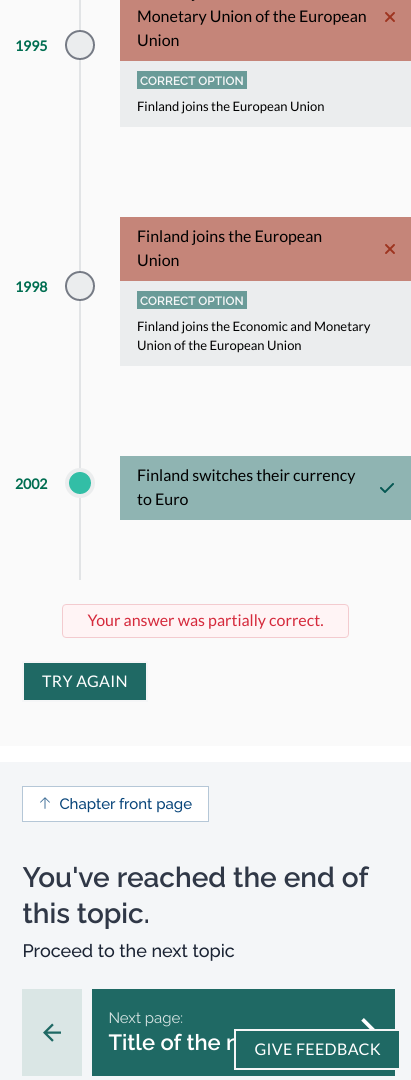 Monetary Union of the European
Union
1995
CORRECT OPTION
Finland joins the European Union
Finland joins the European
Union
1998
CORRECT OPTION
Finland joins the Economic and Monetary
Union of the European Union
2002
Finland switches their currency
to Euro
Your answer was partially correct.
TRY AGAIN
Chapter front page
You've reached the end of
this topic.
Proceed to the next topic
Next page:
Title of the
GIVE FEEDBACK